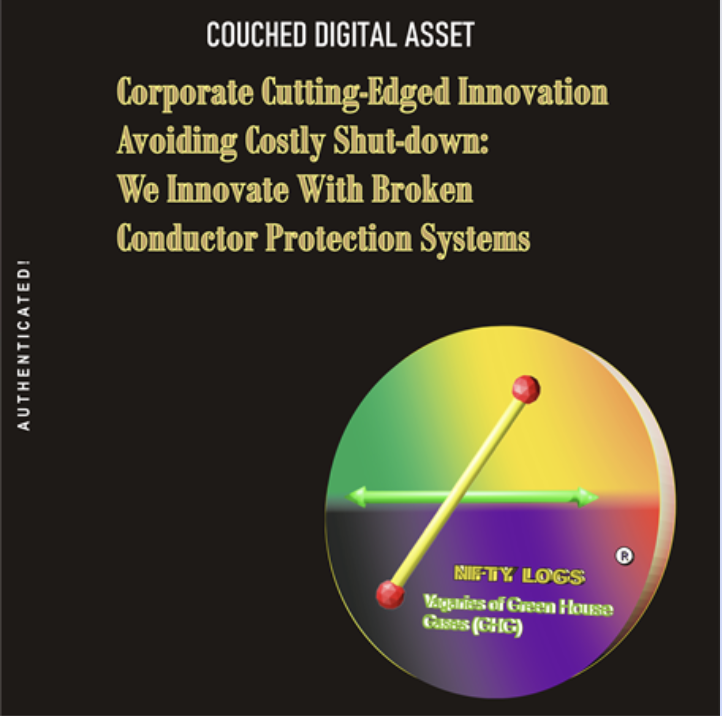 COUCHED DIGITAL ASSET
Corporate Cutting-Edged Innovation
Avoiding Costly Shut-down:
We Innovate With Broken
Conductor Protection Systems
AUTHENTICATED!
®
NIFTY LOGS
Vagaries of Green House
Gases (GHG)